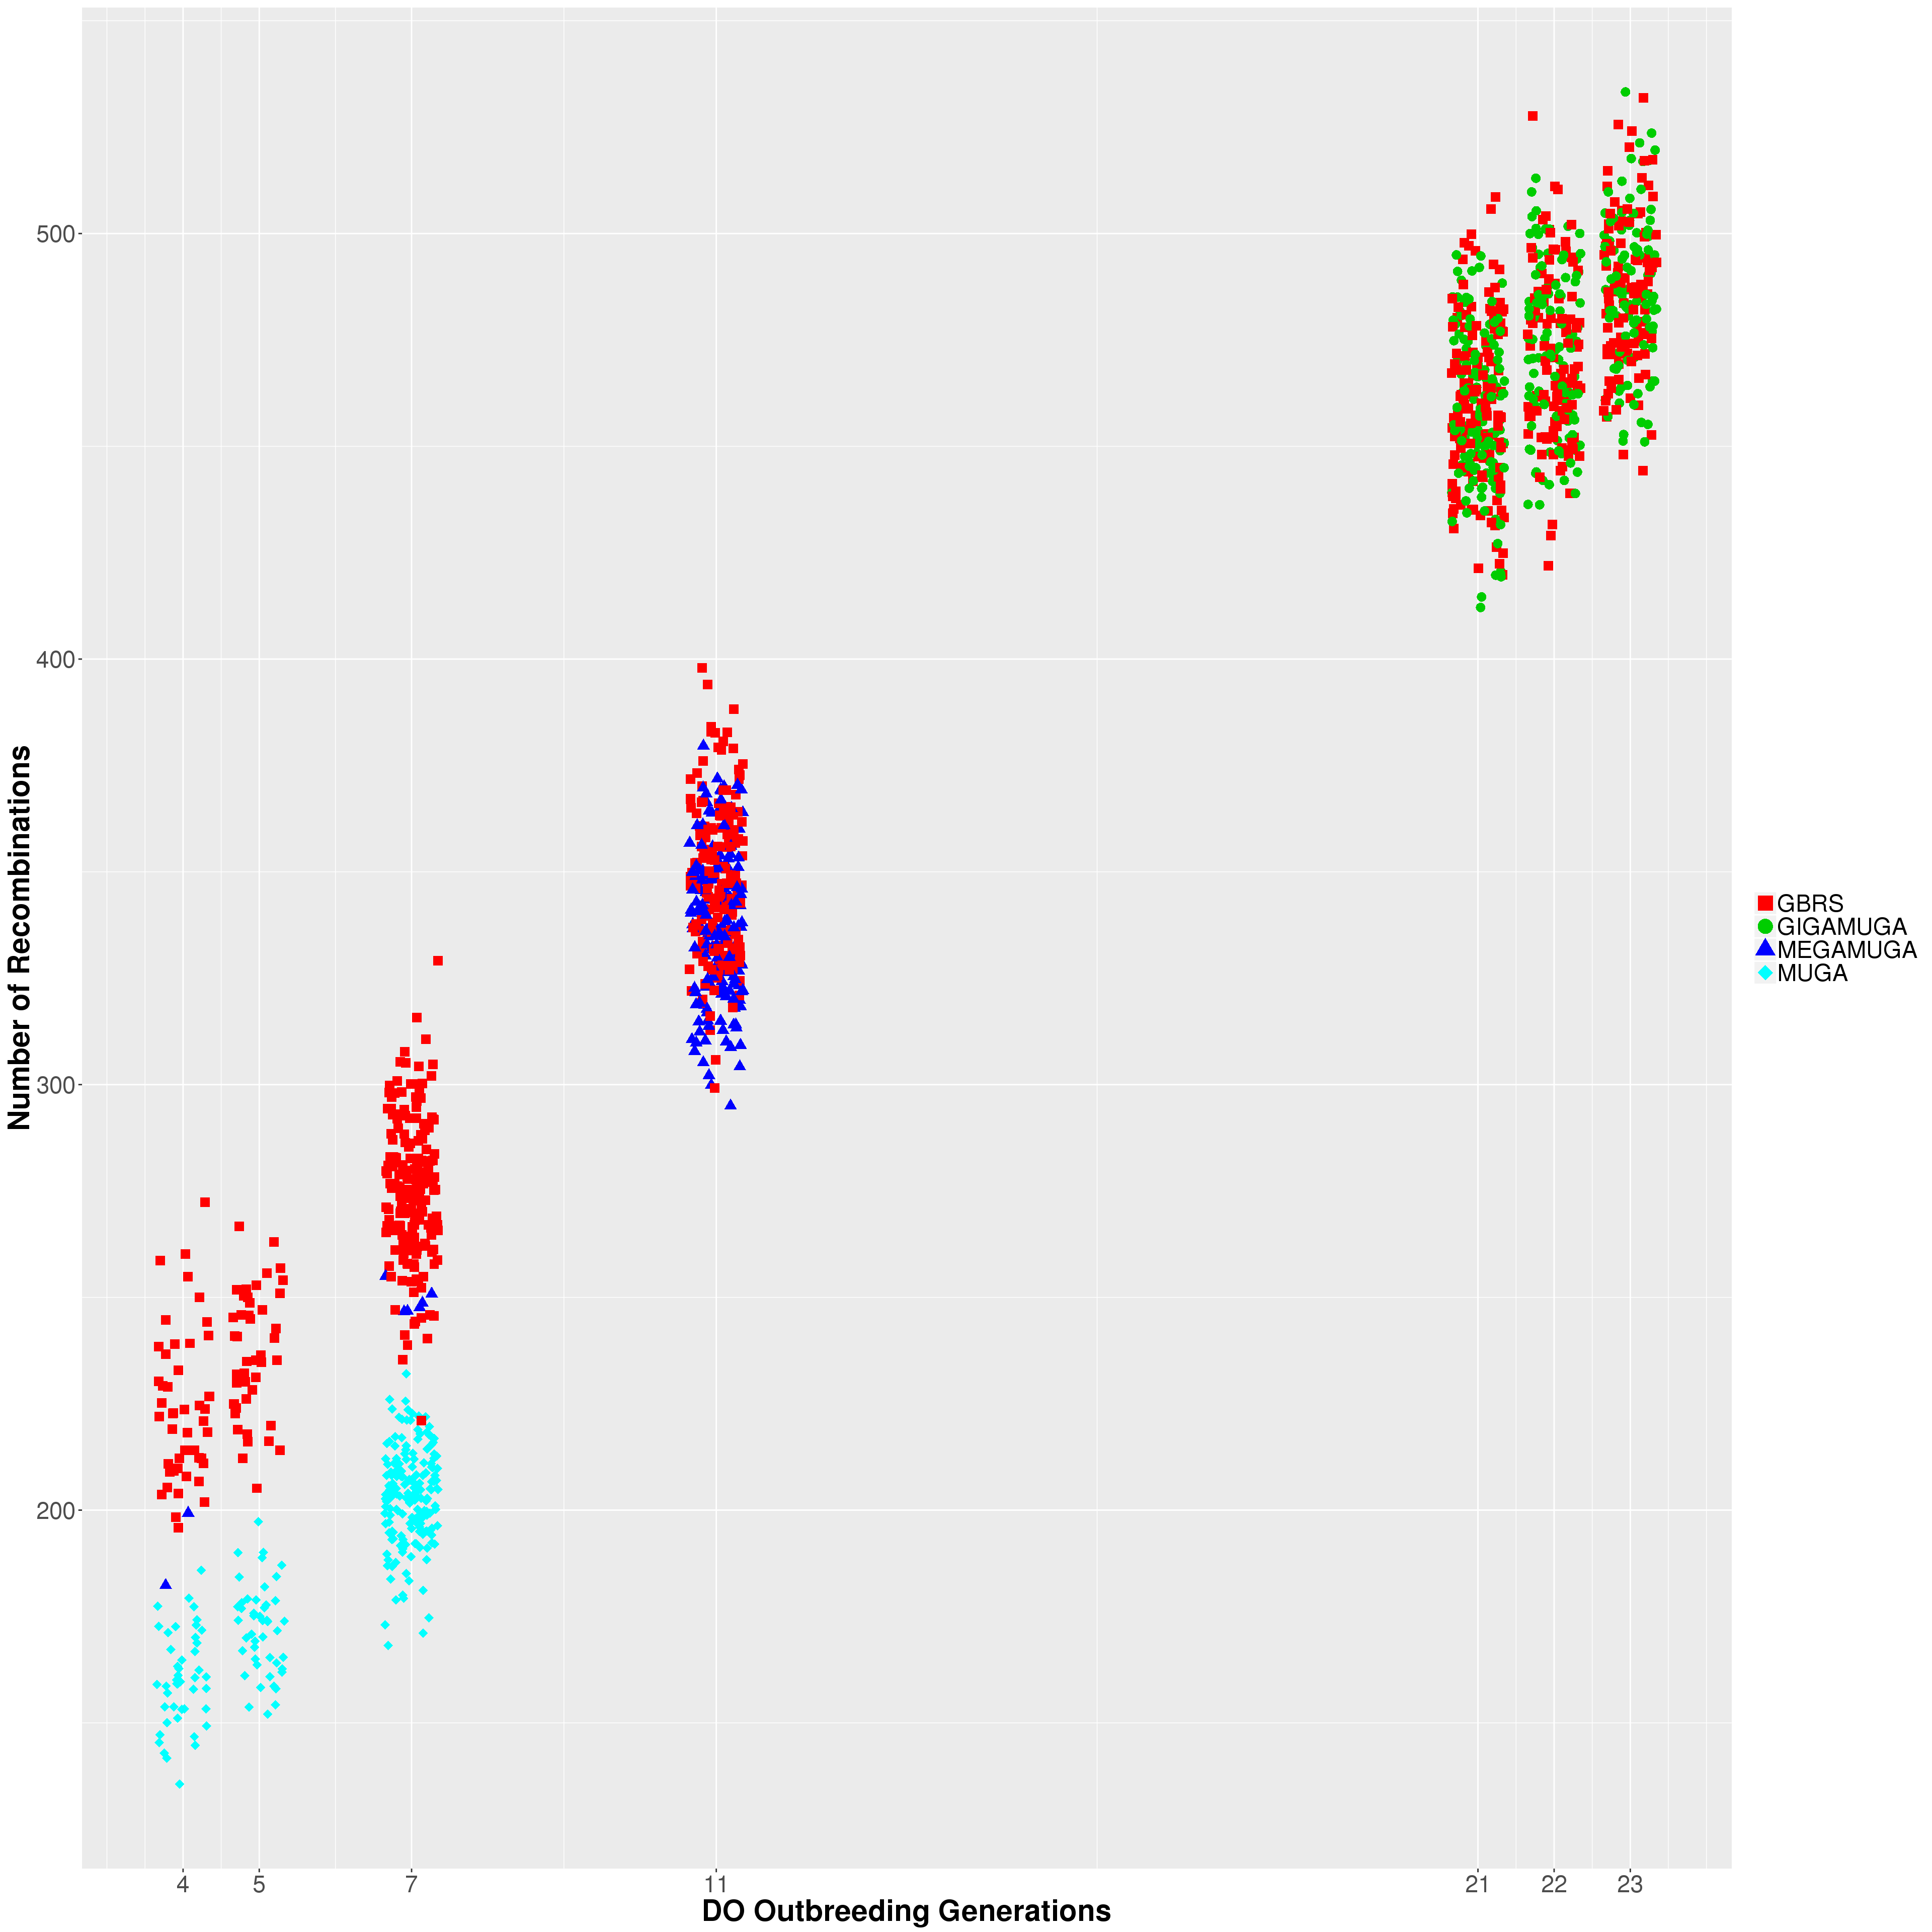 500
400
300
200
Number of Recombinations
4 5 7 11 21 22 23
DO Outbreeding Generations
GBRS
GIGAMUGA
MEGAMUGA
MUGA